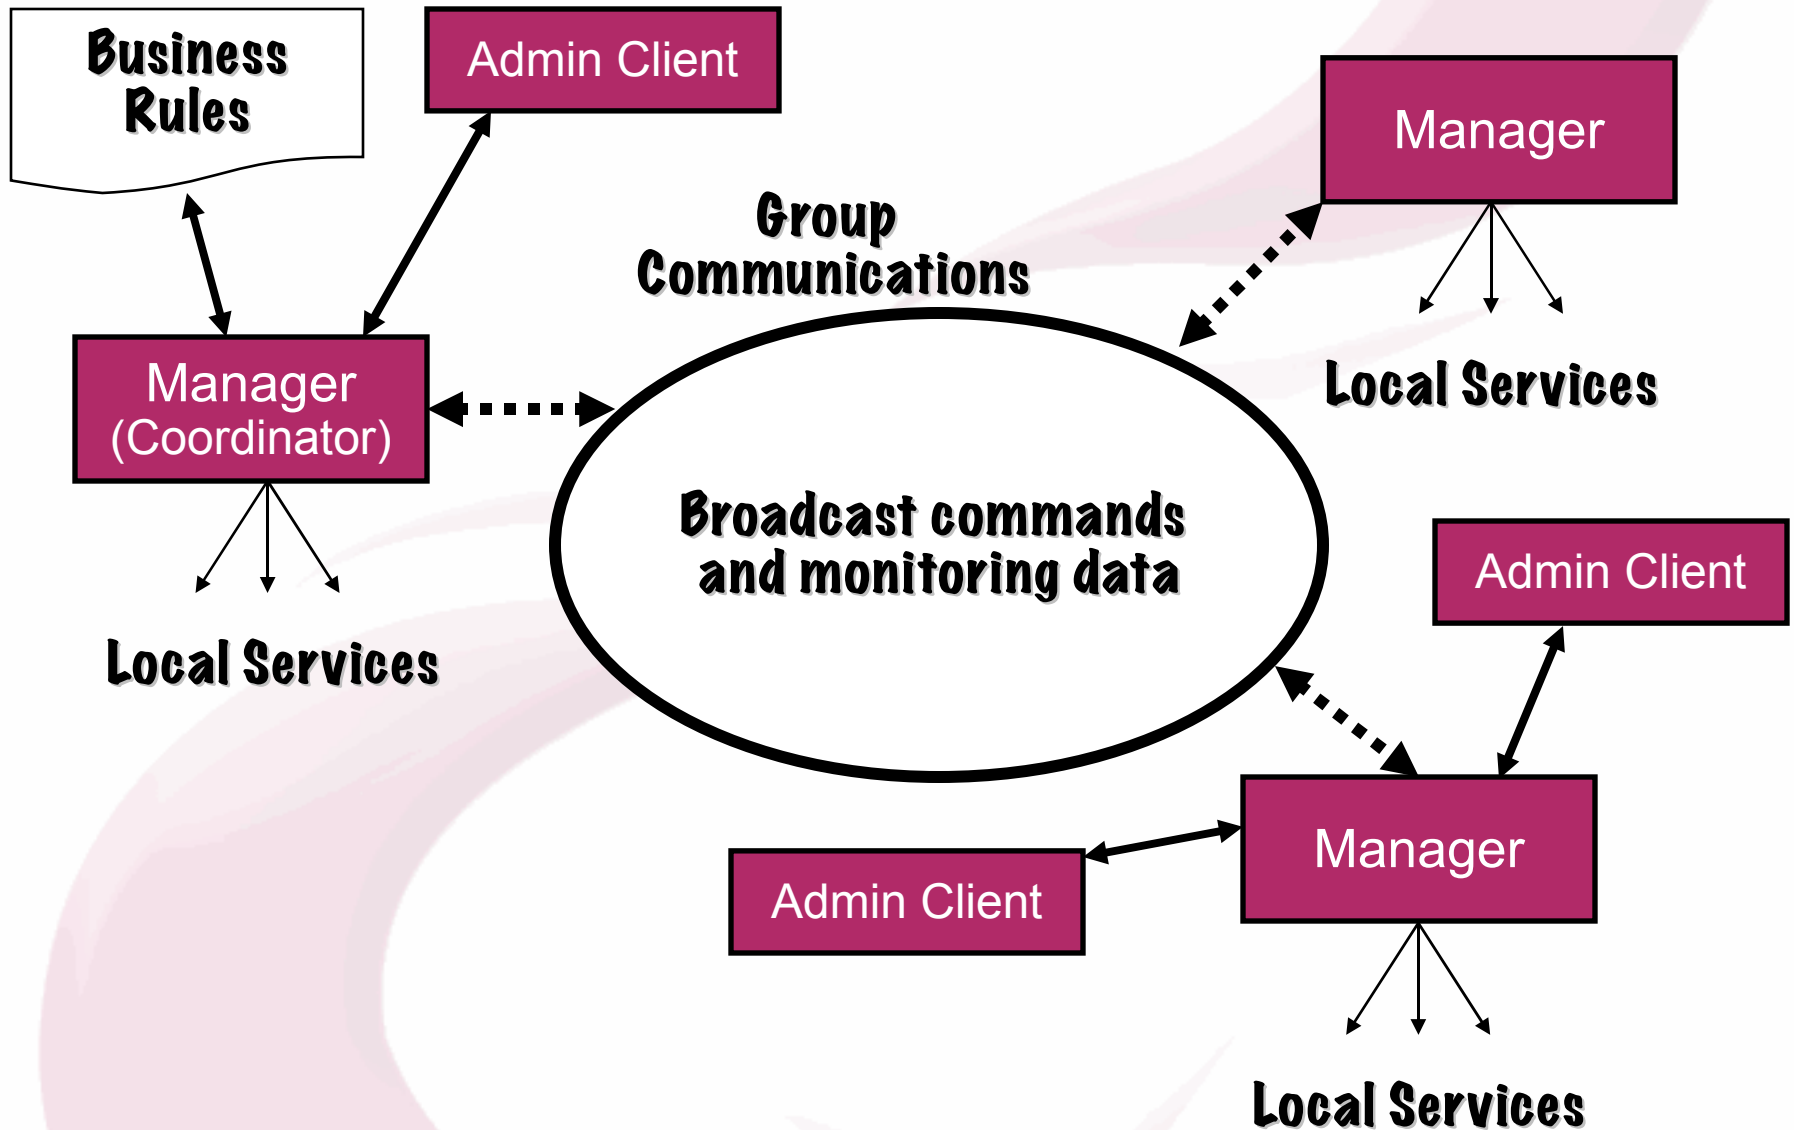 Business
Rules
Admin Client
Manager
Group
Communications
Manager
(Coordinator)
Local Services
Broadcast commands
and monitoring data
Admin Client
Local Services
Manager
Admin Client
Local Services